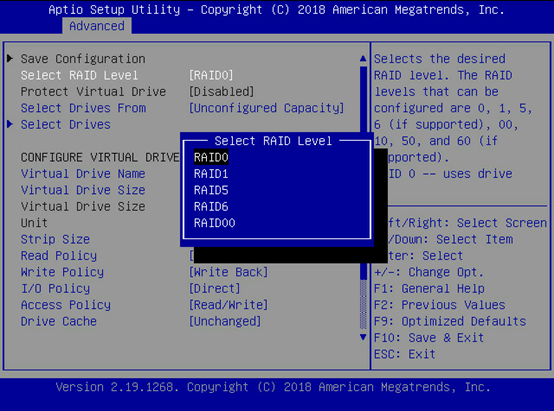 Aptio Setup Utility – Copyright (C) 2018 American Megatrends, Inc.
Advanced
Save Configuration
Select RAID Level [RAID0]
Protect Virtual Drive [Disabled]
Select Drives From [Unconfigured Capacity]
Select Drives
CONFIGURE VIRTUAL DRIVE
Virtual Drive Name
Virtual Drive Size
Virtual Drive Size
Unit
Strip Size
Read Policy [
Write Policy [Write Back]
I/O Policy [Direct]
Access Policy [Read/Write]
Drive Cache [Unchanged]
Select RAID Level
RAID0
RAID1
RAID5
RAID6
RAID00
Selects the desired
RAID level. The RAID
levels that can be
configured are 0, 1, 5,
6 (if supported), 00,
10, 50, and 60 (if
pported).
ID 0 -- uses drive
ft/Right: Select Screen
/Down: Select Item
ter: Select
+/-: Change Opt.
F1: General Help
F2: Previous Values
F9: Optimized Defaults
F10: Save & Exit
ESC: Exit
Version 2.19.1268. Copyright (C) 2018 American Megatrends, Inc.